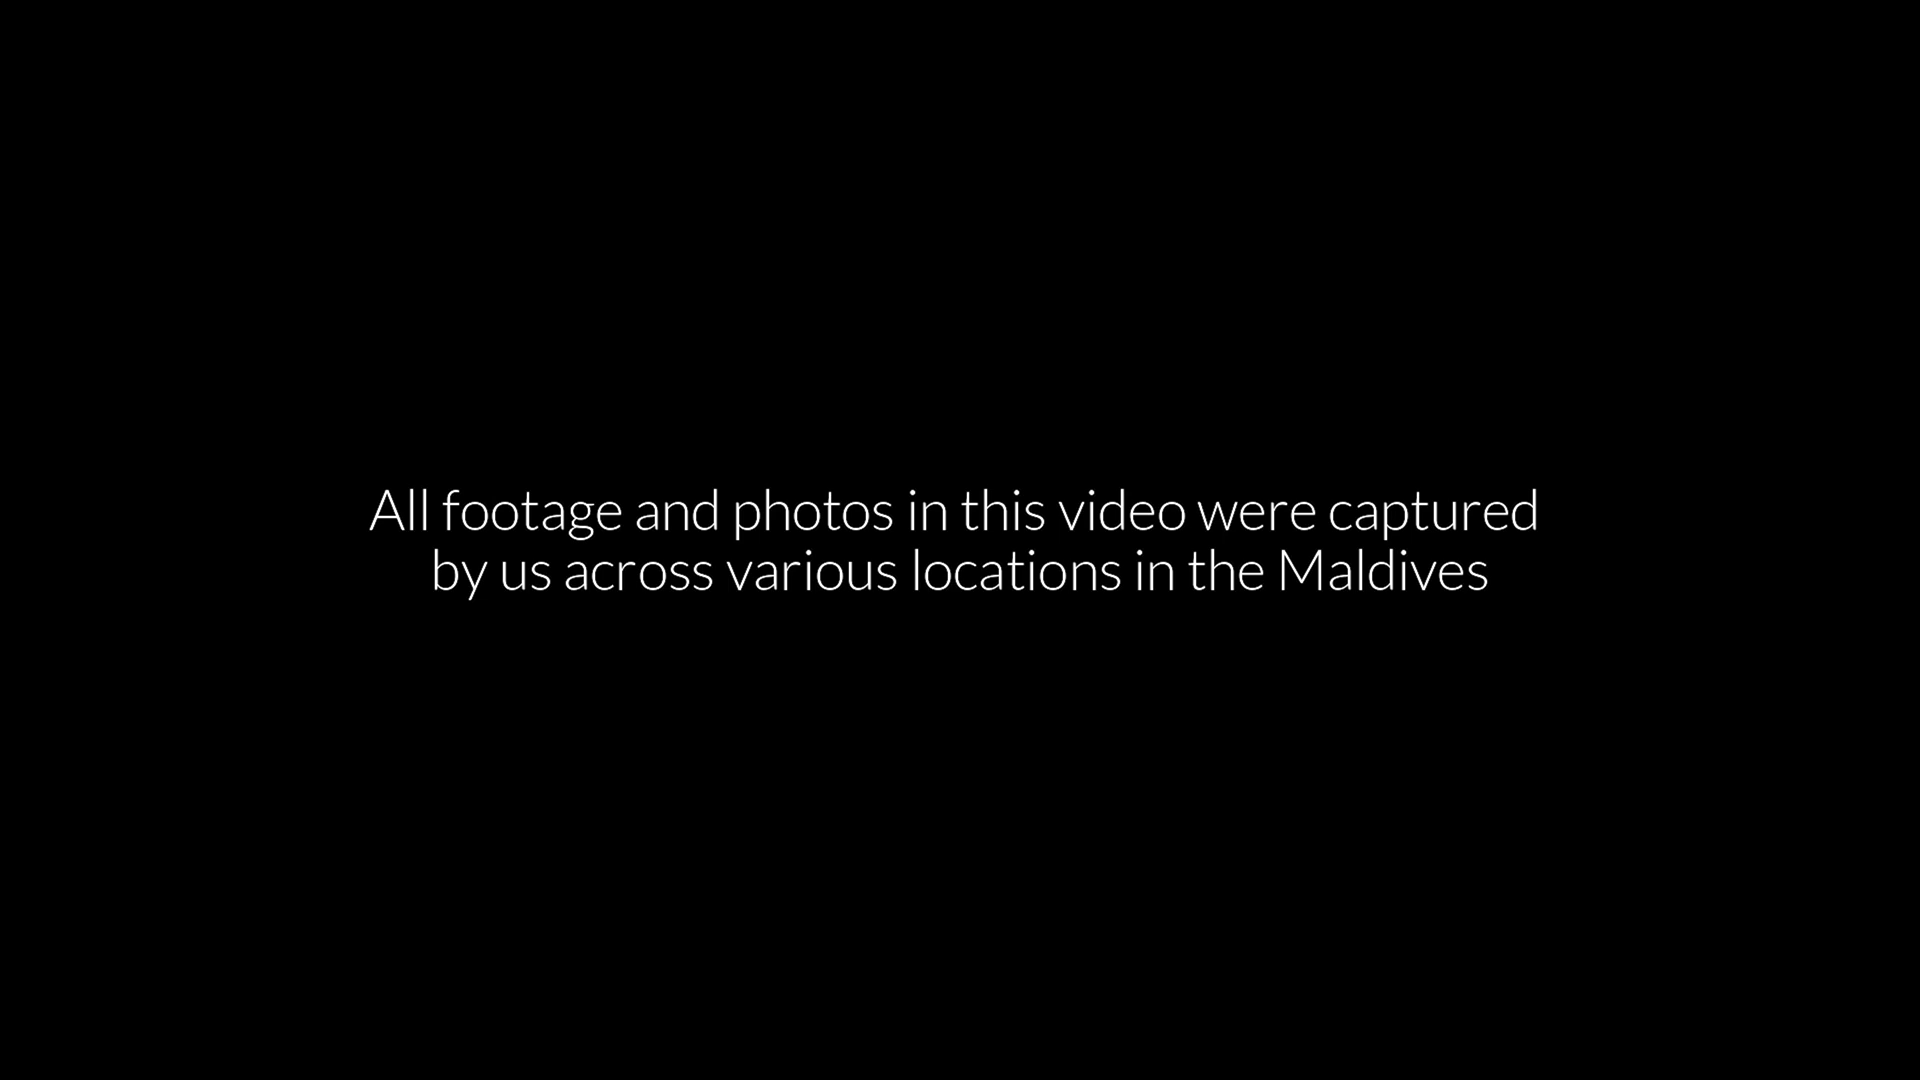 All footage and photos in this video were captured
by us across various locations in the Maldives